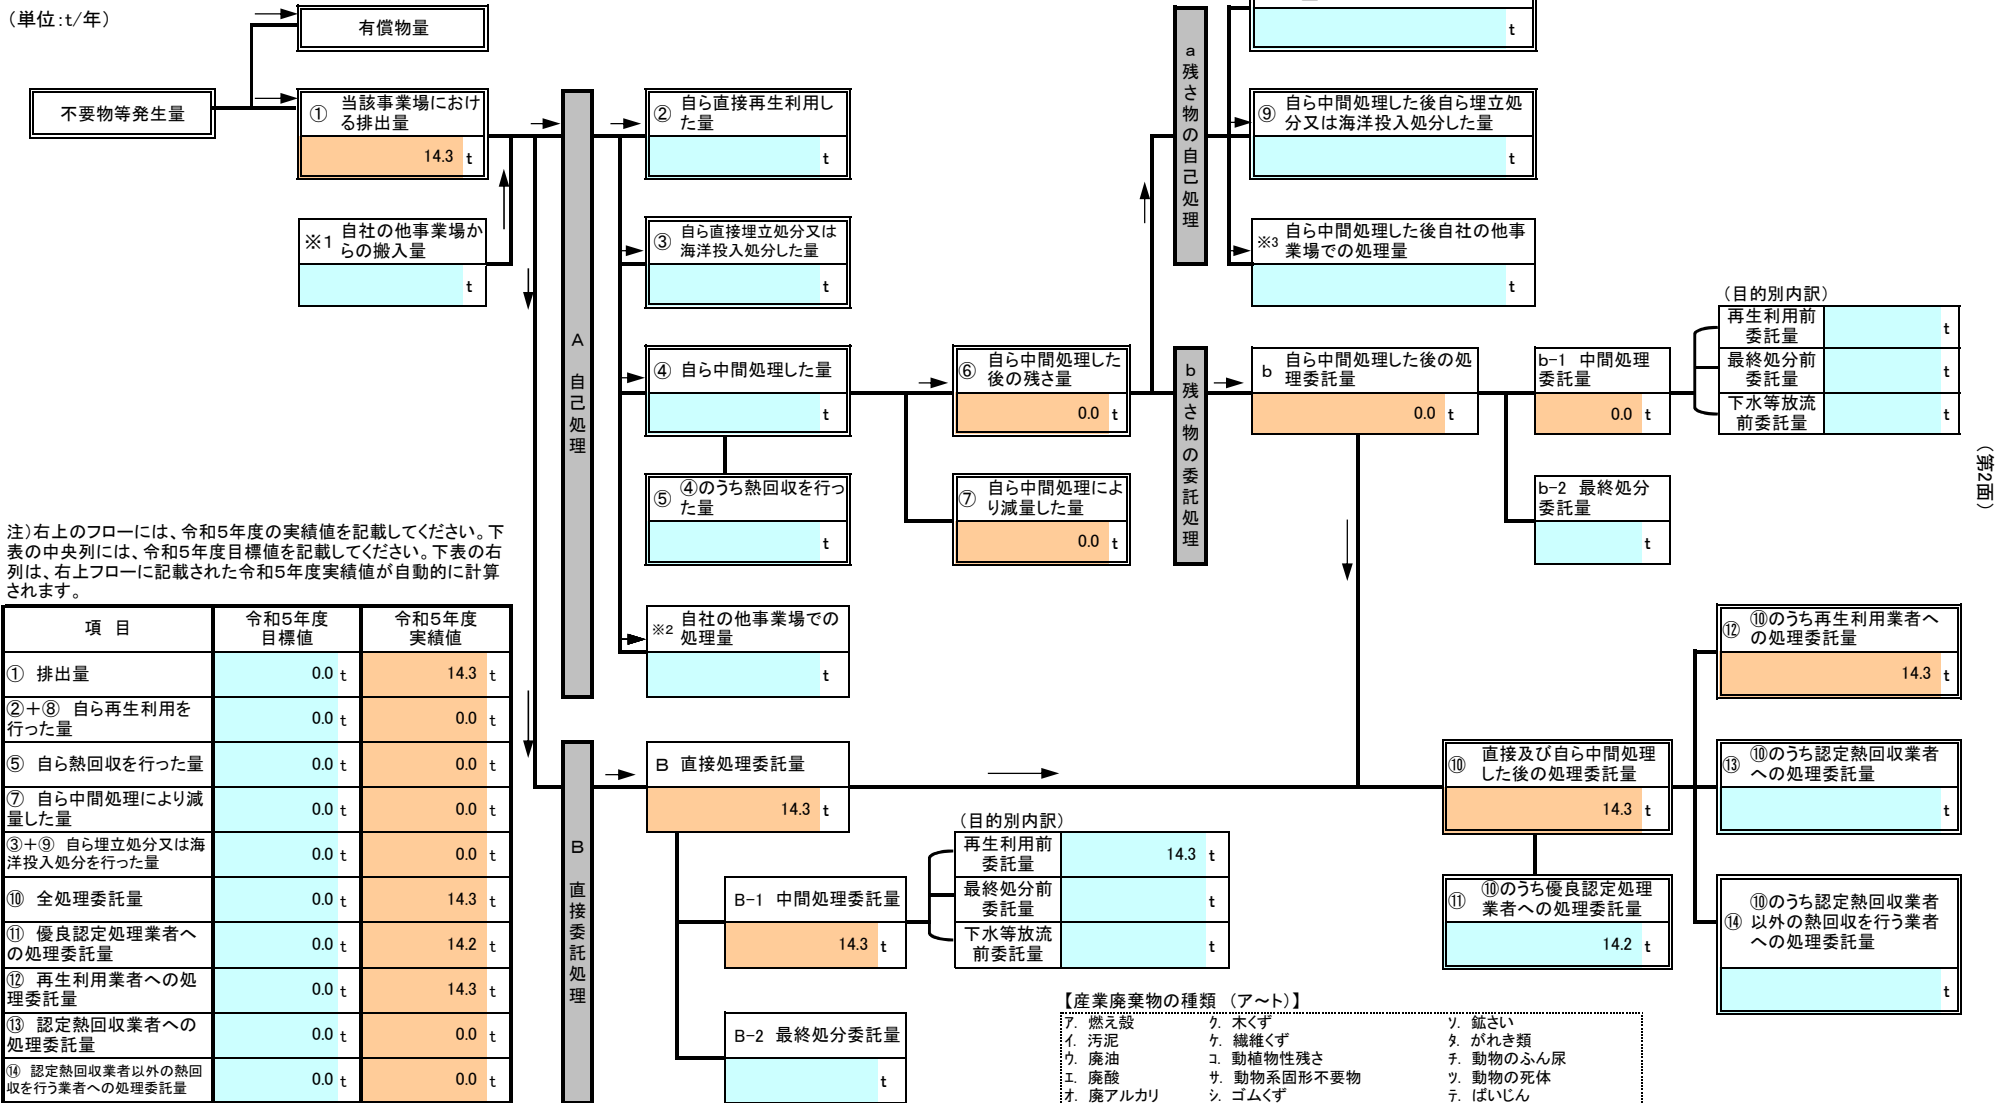 (単位:t/年)
有償物量
不要物等発生量
① 当該事業場におけ
る排出量
14.3 t
※1 自社の他事業場か
らの搬入量
t
A 自己処理
② 自ら直接再生利用し
た量
t
③ 自ら直接埋立処分又は
海洋投入処分した量
t
④ 自ら中間処理した量
t
⑤ ④のうち熱回収を行っ
た量
t
※2 自社の他事業場での
処理量
t
⑥ 自ら中間処理した
後の残さ量
0.0 t
⑦ 自ら中間処理によ
り減量した量
0.0 t
a 残さ物の自己処理
t
⑨ 自ら中間処理した後自ら埋立処
分又は海洋投入処分した量
t
※3 自ら中間処理した後自社の他事
業場での処理量
t
b 残さ物の委託処理
b 自ら中間処理した後の処
理委託量
0.0 t
b-1 中間処理
委託量
0.0 t
b-2 最終処分
委託量
t
(目的別内訳)
再生利用前
委託量
t
最終処分前
委託量
t
下水等放流
前委託量
t
(第2面)
注)右上のフローには、令和5年度の実績値を記載してください。下
表の中央列には、令和5年度目標値を記載してください。下表の右
列は、右上フローに記載された令和5年度実績値が自動的に計算
されます。
項 目
令和5年度
目標値
令和5年度
実績値
① 排出量 0.0 t 14.3 t
②+⑧ 自ら再生利用を
行った量 0.0 t 0.0 t
⑤ 自ら熱回収を行った量 0.0 t 0.0 t
⑦ 自ら中間処理により減
量した量 0.0 t 0.0 t
③+⑨ 自ら埋立処分又は海
洋投入処分を行った量 0.0 t 0.0 t
⑩ 全処理委託量 0.0 t 14.3 t
⑪ 優良認定処理業者へ
の処理委託量 0.0 t 14.2 t
⑫ 再生利用業者への処
理委託量 0.0 t 14.3 t
⑬ 認定熱回収業者への
処理委託量 0.0 t 0.0 t
⑭ 認定熱回収業者以外の熱回
収を行う業者への処理委託量 0.0 t 0.0 t
B 直接委託処理
B 直接処理委託量
14.3 t
B-1 中間処理委託量
14.3 t
B-2 最終処分委託量
t
(目的別内訳)
再生利用前
委託量
14.3 t
最終処分前
委託量
t
下水等放流
前委託量
t
⑩ 直接及び自ら中間処理
した後の処理委託量
14.3 t
⑪ ⑩のうち優良認定処理
業者への処理委託量
14.2 t
⑫ ⑩のうち再生利用業者へ
の処理委託量
14.3 t
⑬ ⑩のうち認定熱回収業者
への処理委託量
t
⑭ ⑩のうち認定熱回収業者
以外の熱回収を行う業者
への処理委託量
t
【産業廃棄物の種類 (ア～ト)】
ア. 燃え殻 ク. 木くず ソ. 鉱さい
イ. 汚泥 ケ. 繊維くず タ. がれき類
ウ. 廃油 コ. 動植物性残さ チ. 動物のふん尿
エ. 廃酸 サ. 動物系固形不要物 ツ. 動物の死体
オ. 廃アルカリ シ. ゴムくず テ. ばいじん